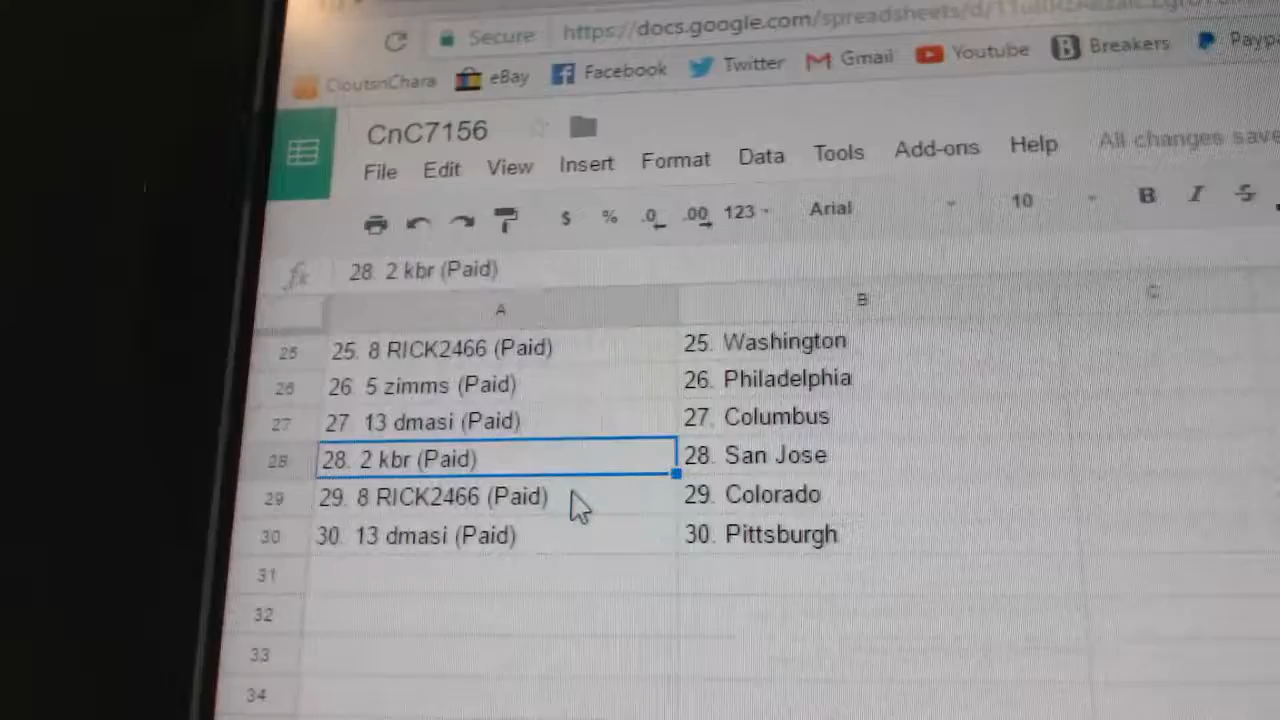 Secure https://docs.google.com/spreadsheets/d/
CloutsnChara eBay Facebook Twitter Gmail Youtube Breakers
CnC7156
File Edit View Insert Format Data Tools Add-ons Help All changes save
$ % .0 .00 123 Arial 10 B I S
fx 28. 2 kbr (Paid)
A B C
25 25. 8 RICK2466 (Paid) 25. Washington
26 26. 5 zimms (Paid) 26. Philadelphia
27 27. 13 dmasi (Paid) 27. Columbus
28 28. 2 kbr (Paid) 28. San Jose
29 29. 8 RICK2466 (Paid) 29. Colorado
30 30. 13 dmasi (Paid) 30. Pittsburgh
31
32
33
34